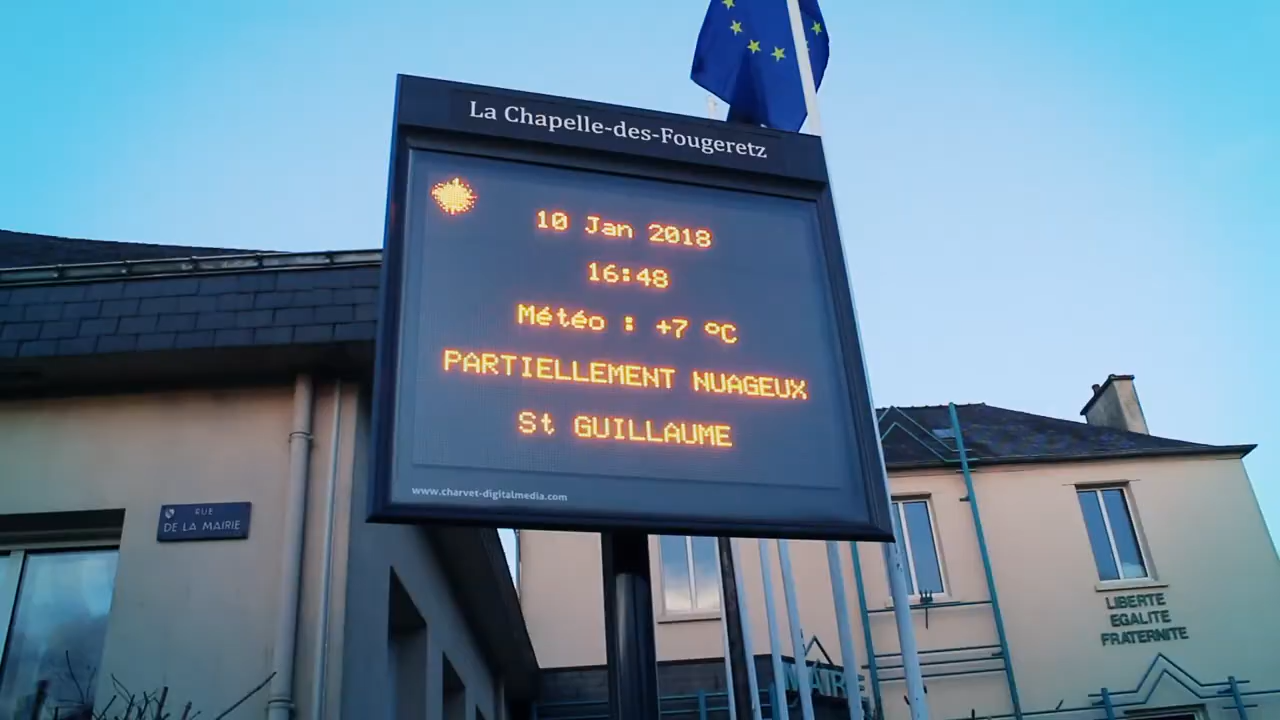 La Chapelle-des-Fougeretz
10 Jan 2018
16:48
Météo : +7 °C
PARTIELLEMENT NUAGEUX
St GUILLAUME
www.charvet-digitalmedia.com
RUE
DE LA MAIRIE
LIBERTE
EGALITE
FRATERNITE
MAIRIE